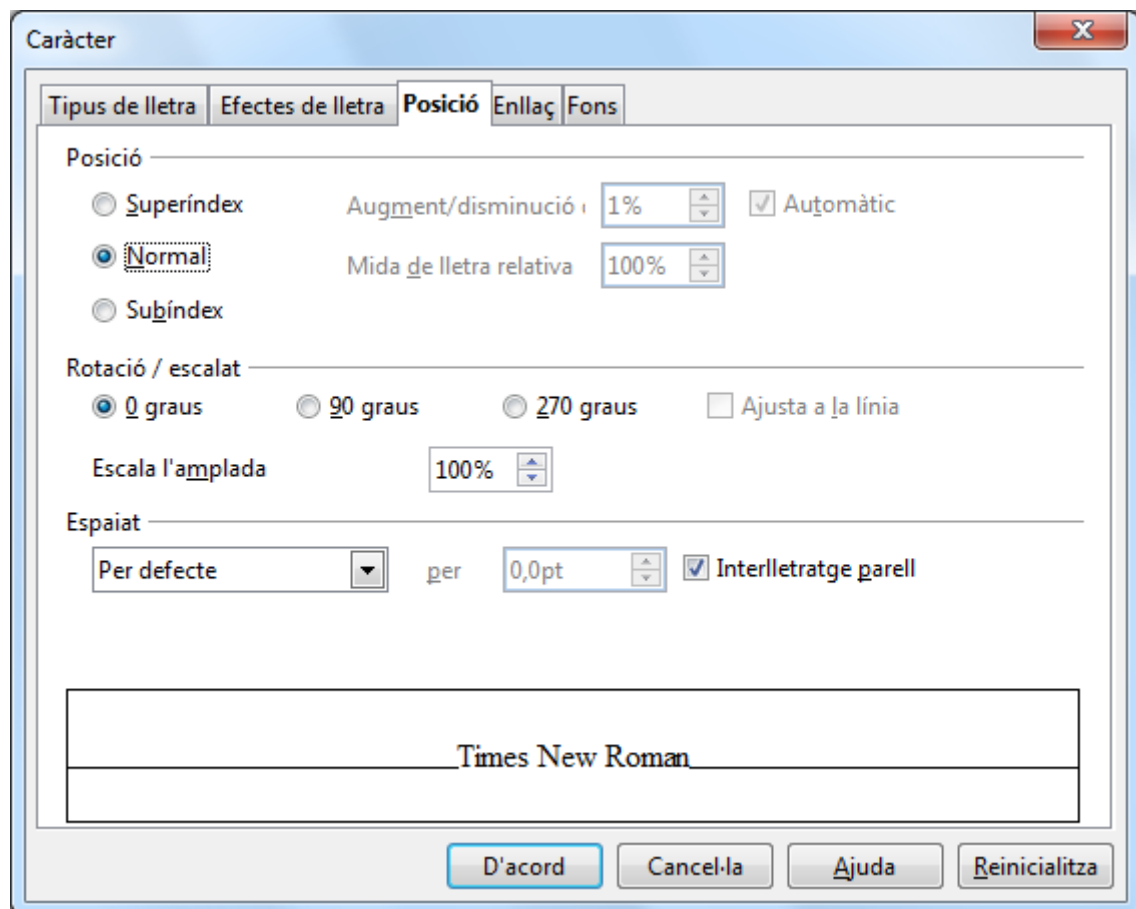 Caràcter
Tipus de lletra Efectes de lletra Posició Enllaç Fons
Posició
Superíndex Augment/disminució 1% Automàtic
Normal Mida de lletra relativa 100%
Subíndex
Rotació / escalat
0 graus 90 graus 270 graus Ajusta a la línia
Escala l'amplada 100%
Espaiat
Per defecte per 0,0pt Interlletratge parell
Times New Roman
D'acord Cancel·la Ajuda Reinicialitza